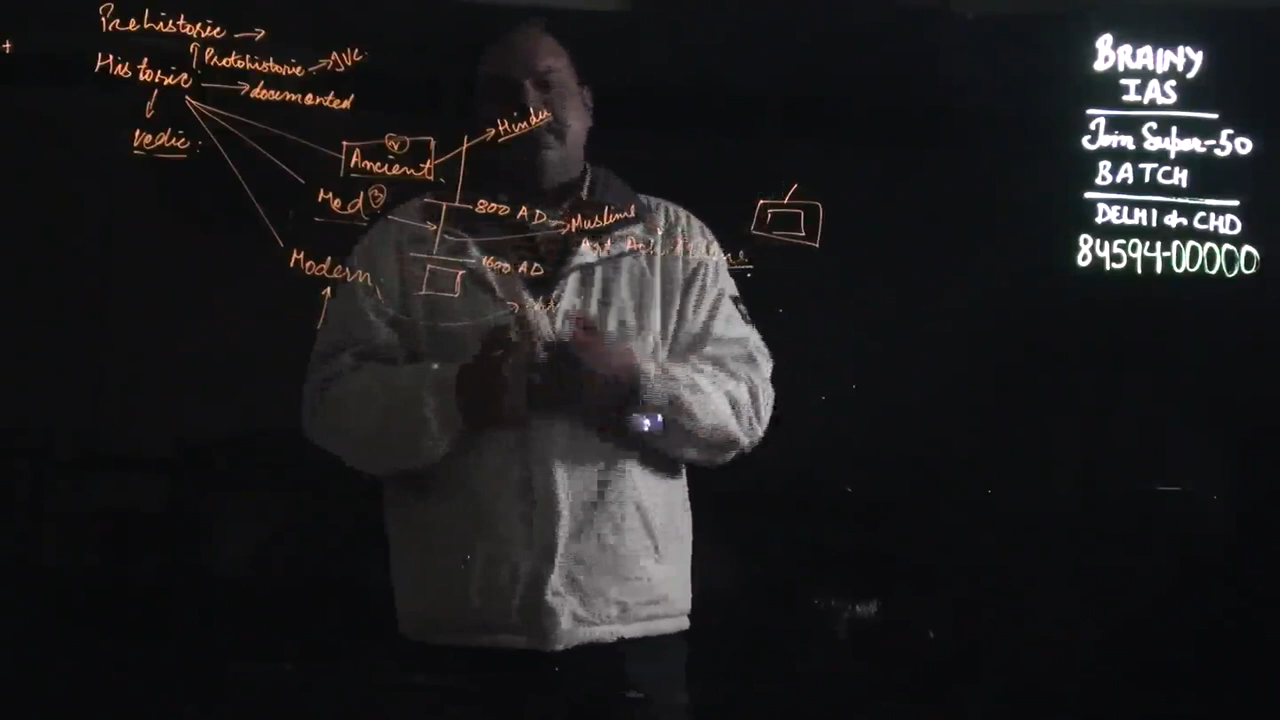 Prehistoric →
Protohistoric → IVC
Historic → documented
vedic
Ancient
Hindu
Med
800 AD → Muslims
1600 AD
Modern
BRAINY
IAS
Join Super-50
BATCH
DELHI & CHD
84594-00000